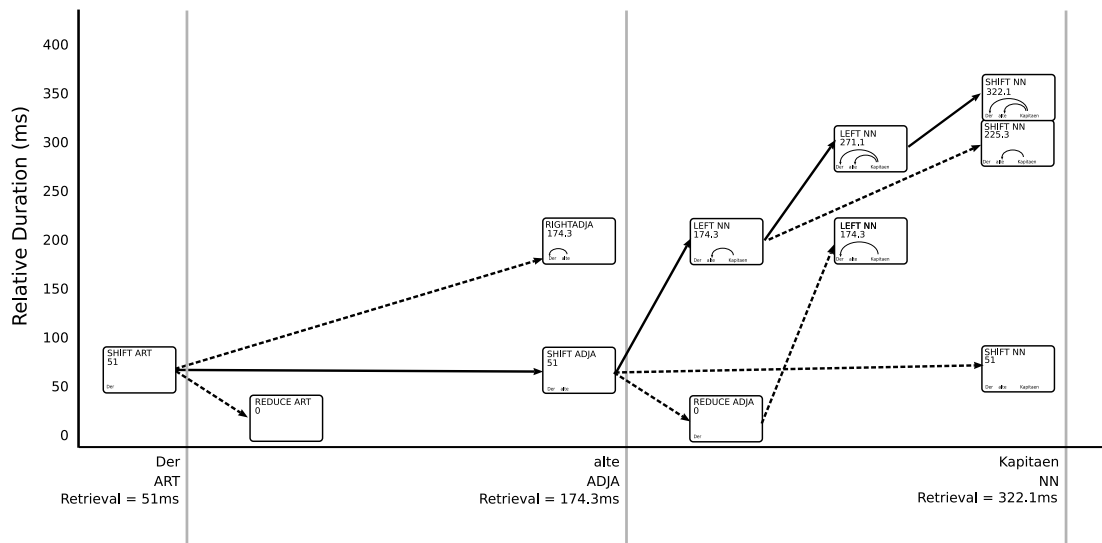 Relative Duration (ms)
400
350
300
250
200
150
100
50
0
SHIFT ART
51
Der
REDUCE ART
0
RIGHTADJA
174.3
Der alte
SHIFT ADJA
51
Der alte
LEFT NN
174.3
Der alte Kapitaen
REDUCE ADJA
0
Der
LEFT NN
271.1
Der alte Kapitaen
LEFT NN
174.3
Der alte Kapitaen
SHIFT NN
322.1
Der alte Kapitaen
SHIFT NN
225.3
Der alte Kapitaen
SHIFT NN
51
Der alte Kapitaen
Der
ART
Retrieval = 51ms
alte
ADJA
Retrieval = 174.3ms
Kapitaen
NN
Retrieval = 322.1ms